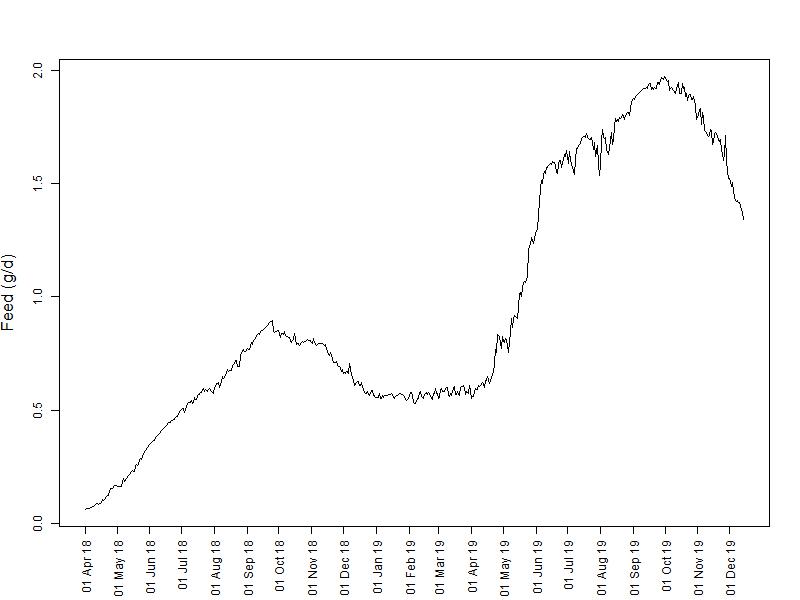 Feed (g/d)
2.0
1.5
1.0
0.5
0.0
01 Apr 18
01 May 18
01 Jun 18
01 Jul 18
01 Aug 18
01 Sep 18
01 Oct 18
01 Nov 18
01 Dec 18
01 Jan 19
01 Feb 19
01 Mar 19
01 Apr 19
01 May 19
01 Jun 19
01 Jul 19
01 Aug 19
01 Sep 19
01 Oct 19
01 Nov 19
01 Dec 19